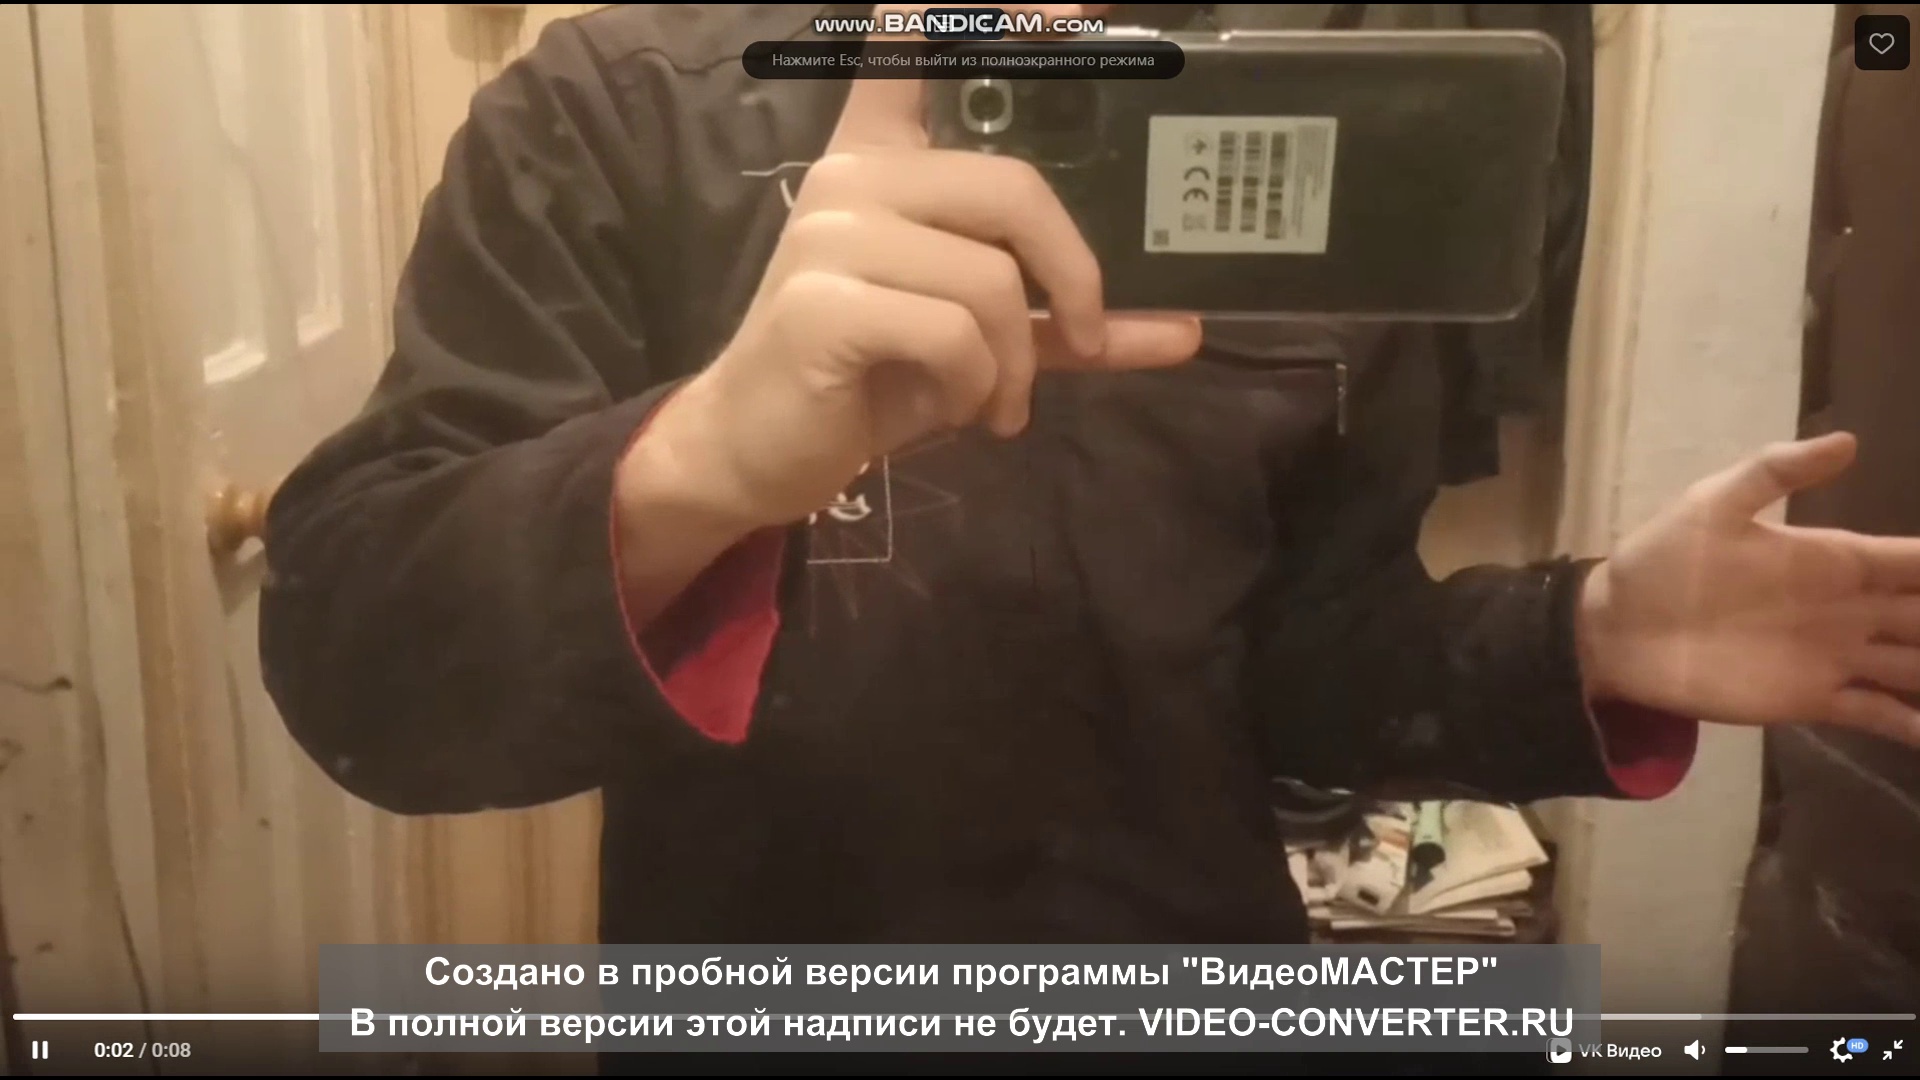 www.BANDICAM.com
Нажмите Esc, чтобы выйти из полноэкранного режима
CE
Создано в пробной версии программы "ВидеоМАСТЕР"
В полной версии этой надписи не будет. VIDEO-CONVERTER.RU
0:02 / 0:08
VK Видео
HD